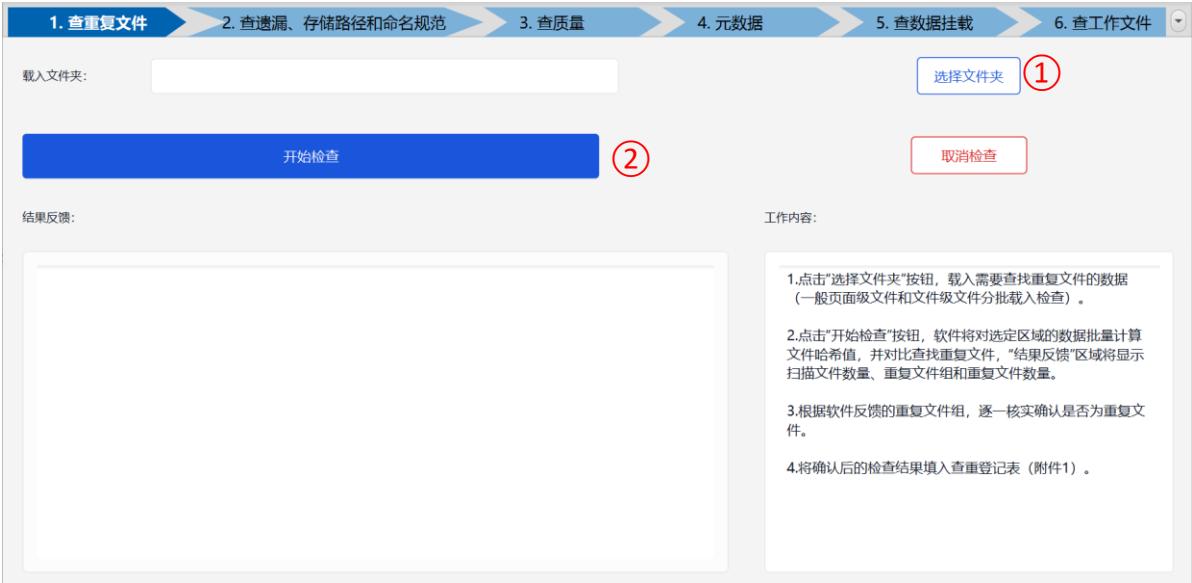 1. 查重复文件
2. 查遗漏、存储路径和命名规范
3. 查质量
4. 元数据
5. 查数据挂载
6. 查工作文件
载入文件夹：
选择文件夹
①
开始检查
②
取消检查
结果反馈：
工作内容：
1.点击"选择文件夹"按钮，载入需要查找重复文件的数据
（一般页面级文件和文件级文件分批载入检查）。
2.点击"开始检查"按钮，软件将对选定区域的数据批量计算
文件哈希值，并对比查找重复文件，"结果反馈"区域将显示
扫描文件数量、重复文件组和重复文件数量。
3.根据软件反馈的重复文件组，逐一核实确认是否为重复文
件。
4.将确认后的检查结果填入查重登记表（附件1）。